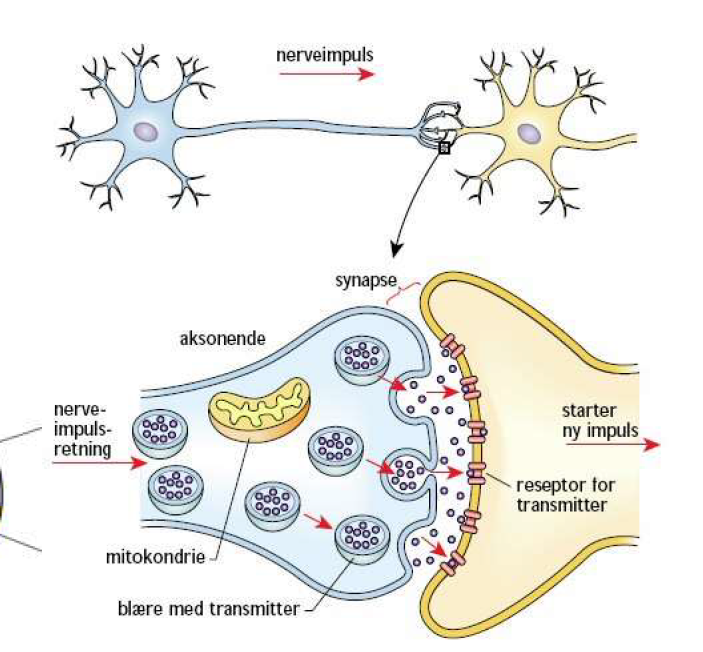 nerveimpuls
synapse
aksonende
nerve-
impuls-
retning
starter
ny impuls
reseptor for
transmitter
mitokondrie
blære med transmitter